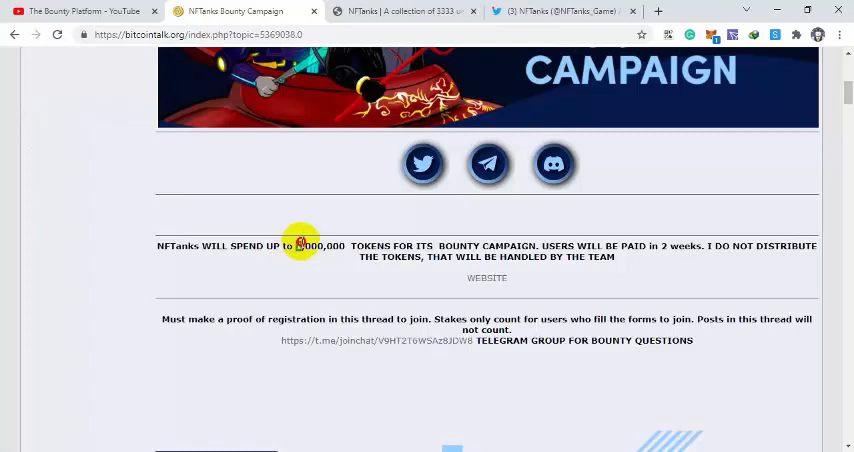 The Bounty Platform - YouTube
NFTanks Bounty Campaign
NFTanks | A collection of 3333 u
(3) NFTanks (@NFTanks_Game)
https://bitcointalk.org/index.php?topic=5369038.0
CAMPAIGN
NFTanks WILL SPEND UP to ,000,000 TOKENS FOR ITS BOUNTY CAMPAIGN. USERS WILL BE PAID in 2 weeks. I DO NOT DISTRIBUTE
THE TOKENS, THAT WILL BE HANDLED BY THE TEAM
WEBSITE
Must make a proof of registration in this thread to join. Stakes only count for users who fill the forms to join. Posts in this thread will
not count.
https://t.me/joinchat/V9HT2T6WSAz8JDW8 TELEGRAM GROUP FOR BOUNTY QUESTIONS